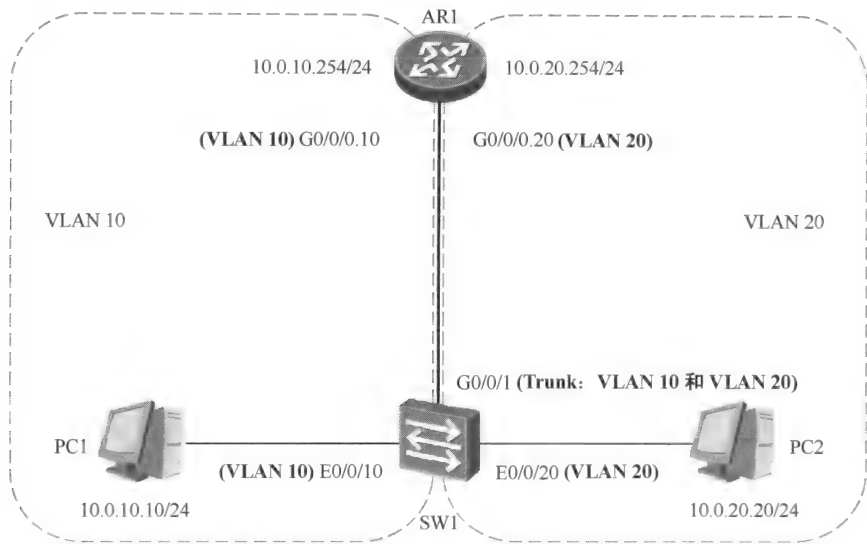 AR1
10.0.10.254/24
10.0.20.254/24
(VLAN 10) G0/0/0.10
G0/0/0.20 (VLAN 20)
VLAN 10
VLAN 20
G0/0/1 (Trunk：VLAN 10 和 VLAN 20)
PC1
PC2
(VLAN 10) E0/0/10
E0/0/20 (VLAN 20)
10.0.10.10/24
SW1
10.0.20.20/24